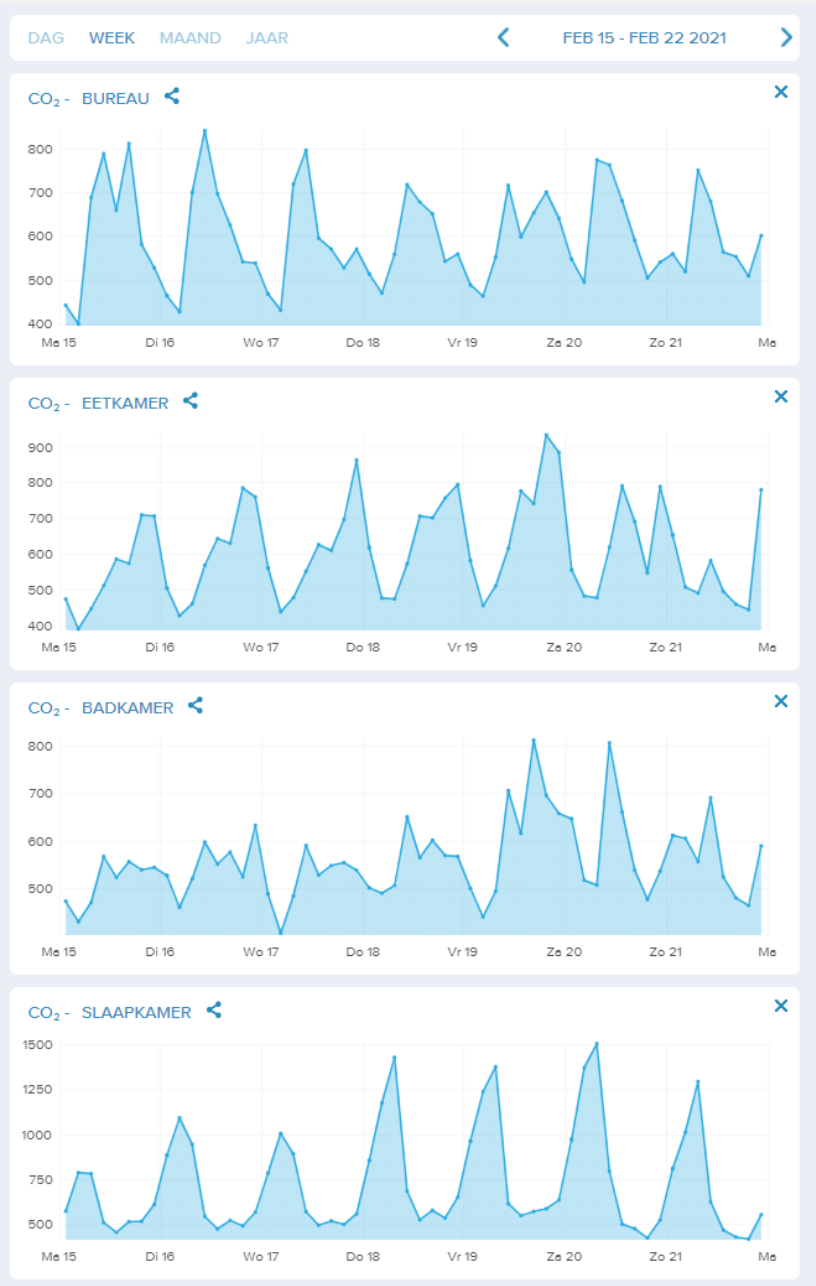 DAG WEEK MAAND JAAR FEB 15 - FEB 22 2021
CO₂ - BUREAU
800
700
600
500
400
Ma 15 Di 16 Wo 17 Do 18 Vr 19 Za 20 Zo 21 Ma
CO₂ - EETKAMER
900
800
700
600
500
400
Ma 15 Di 16 Wo 17 Do 18 Vr 19 Za 20 Zo 21 Ma
CO₂ - BADKAMER
800
700
600
500
Ma 15 Di 16 Wo 17 Do 18 Vr 19 Za 20 Zo 21 Ma
CO₂ - SLAAPKAMER
1500
1250
1000
750
500
Ma 15 Di 16 Wo 17 Do 18 Vr 19 Za 20 Zo 21 Ma